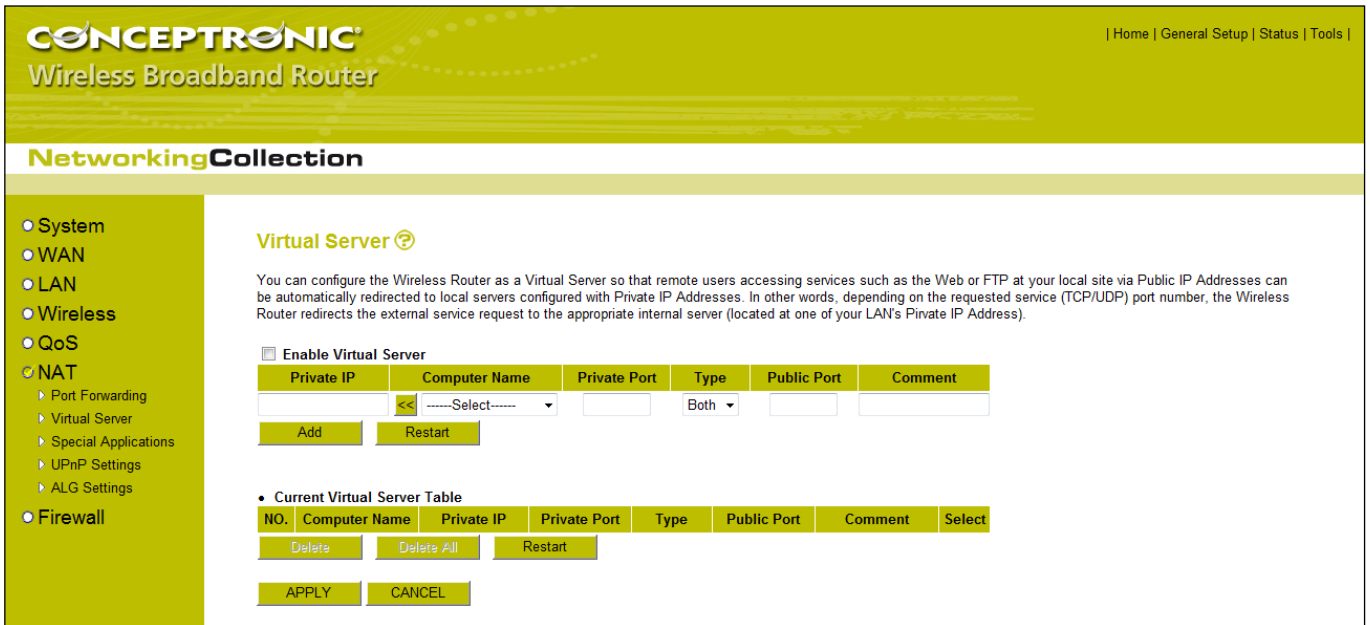 CONCEPTRONIC®
| Home | General Setup | Status | Tools |
Wireless Broadband Router
NetworkingCollection
System
WAN
LAN
Wireless
QoS
NAT
Port Forwarding
Virtual Server
Special Applications
UPnP Settings
ALG Settings
Firewall
Virtual Server ?
You can configure the Wireless Router as a Virtual Server so that remote users accessing services such as the Web or FTP at your local site via Public IP Addresses can
be automatically redirected to local servers configured with Private IP Addresses. In other words, depending on the requested service (TCP/UDP) port number, the Wireless
Router redirects the external service request to the appropriate internal server (located at one of your LAN's Pirvate IP Address).
Enable Virtual Server
Private IP Computer Name Private Port Type Public Port Comment
<< ------Select------ Both
Add Restart
• Current Virtual Server Table
NO. Computer Name Private IP Private Port Type Public Port Comment Select
Delete Delete All Restart
APPLY CANCEL